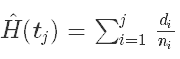 Ĥ(t_j) = ∑_{i=1}^{j} d_i/n_i